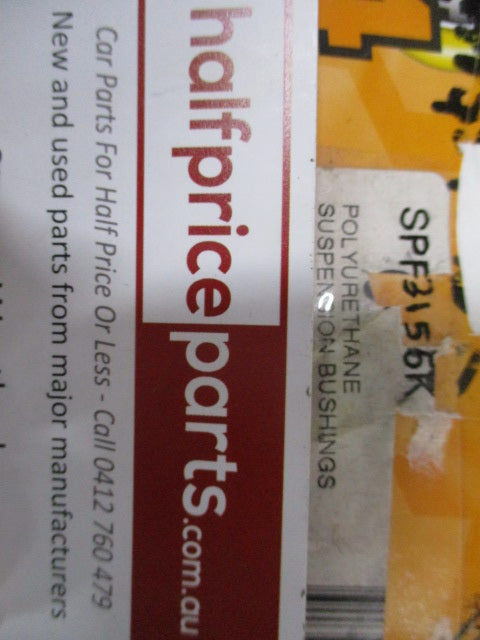 SPF3156K
POLYURETHANE
SUSPENSION BUSHINGS
halfpriceparts.com.au
Car Parts For Half Price Or Less - Call 0412 760 479
New and used parts from major manufacturers